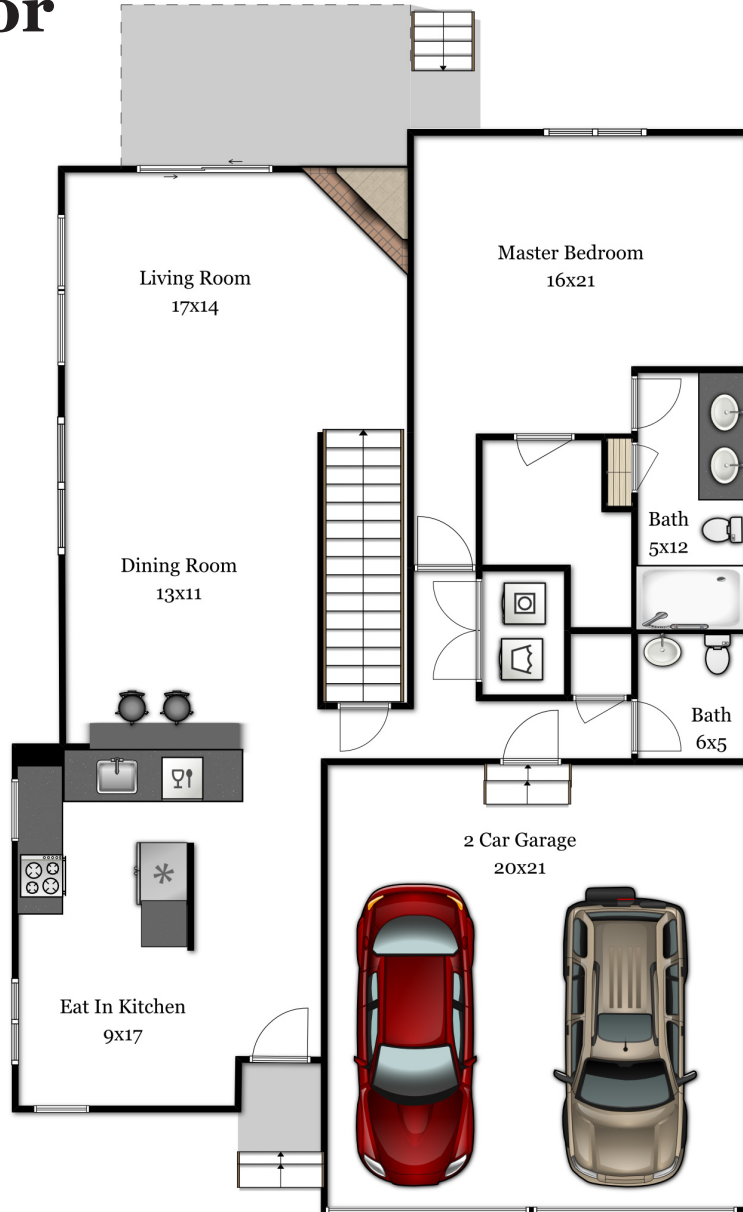 or
Master Bedroom
16x21
Living Room
17x14
Bath
5x12
Dining Room
13x11
Bath
6x5
2 Car Garage
20x21
Eat In Kitchen
9x17